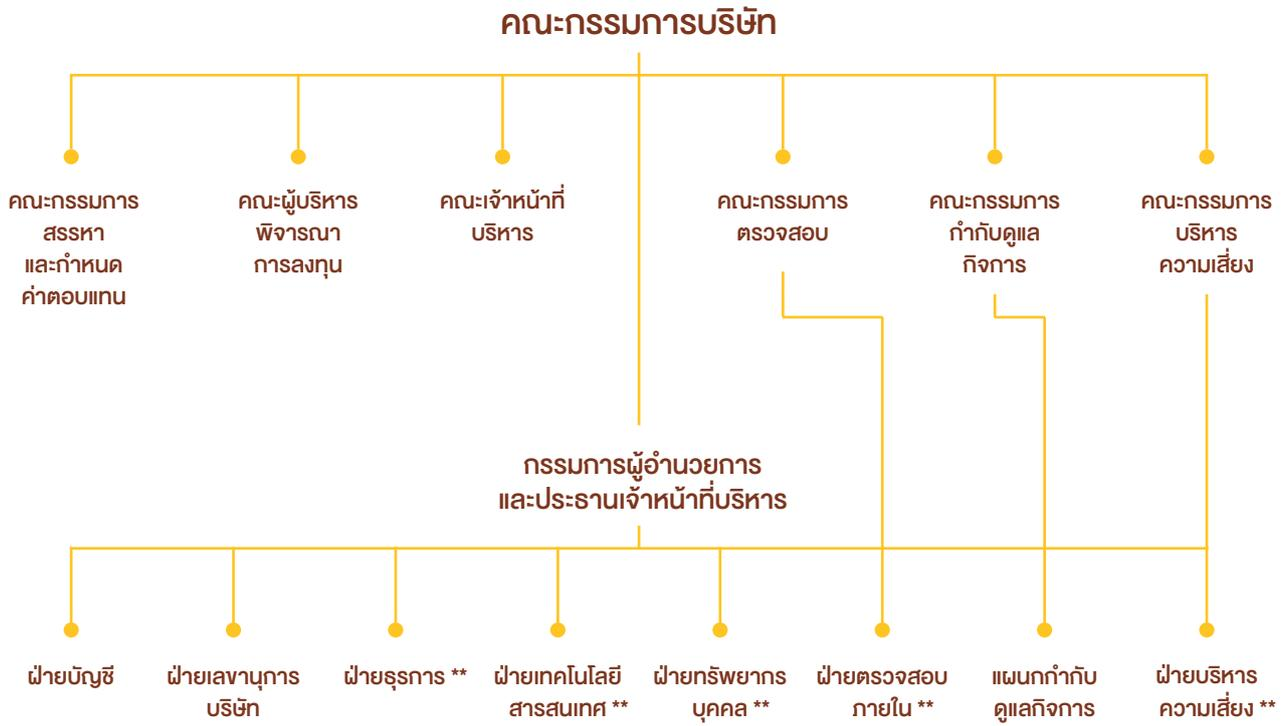 คณะกรรมการบริษัท
คณะกรรมการ
สรรหา
และกำหนด
ค่าตอบแทน
คณะผู้บริหาร
พิจารณา
การลงทุน
คณะเจ้าหน้าที่
บริหาร
คณะกรรมการ
ตรวจสอบ
คณะกรรมการ
กำกับดูแล
กิจการ
คณะกรรมการ
บริหาร
ความเสี่ยง
กรรมการผู้อำนวยการ
และประธานเจ้าหน้าที่บริหาร
ฝ่ายบัญชี
ฝ่ายเลขานุการ
บริษัท
ฝ่ายธุรการ **
ฝ่ายเทคโนโลยี
สารสนเทศ **
ฝ่ายทรัพยากร
บุคคล **
ฝ่ายตรวจสอบ
ภายใน **
แผนกกำกับ
ดูแลกิจการ
ฝ่ายบริหาร
ความเสี่ยง **